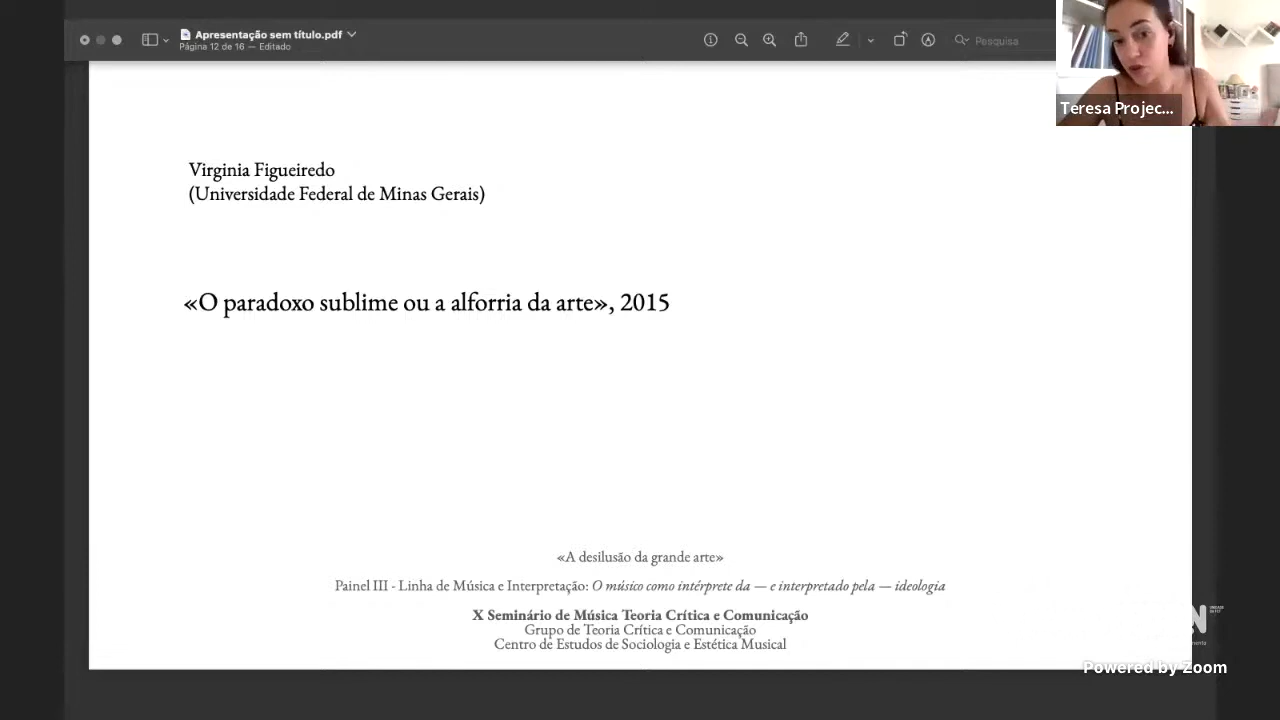 Apresentação sem título.pdf
Página 12 de 16 — Editado
Pesquisa
Teresa Projec...
Virginia Figueiredo
(Universidade Federal de Minas Gerais)
«O paradoxo sublime ou a alforria da arte», 2015
«A desilusão da grande arte»
Painel III - Linha de Música e Interpretação: O músico como intérprete da — e interpretado pela — ideologia
X Seminário de Música Teoria Crítica e Comunicação
Grupo de Teoria Crítica e Comunicação
Centro de Estudos de Sociologia e Estética Musical
N
Powered by Zoom